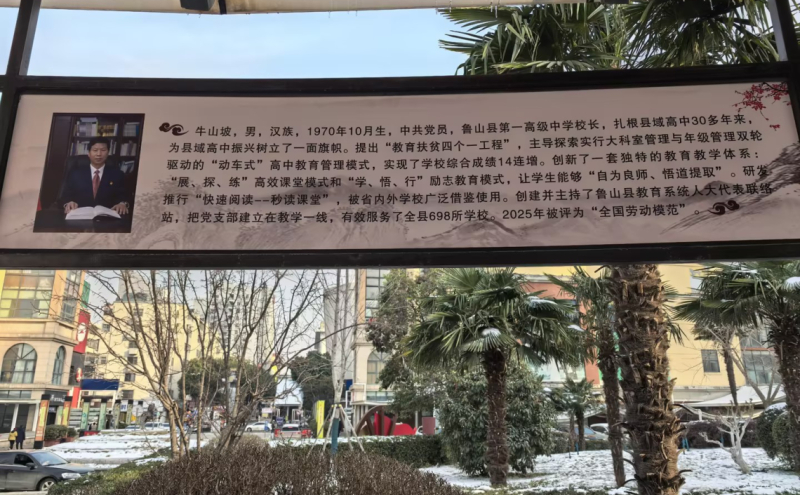 牛山坡，男，汉族，1970年10月生，中共党员，鲁山县第一高级中学校长，扎根县域高中30多年来，
为县域高中振兴树立了一面旗帜。提出“教育扶贫四个一工程”，主导探索实行大科室管理与年级管理双轮
驱动的“动车式”高中教育管理模式，实现了学校综合成绩14连增。创新了一套独特的教育教学体系：
“展、探、练”高效课堂模式和“学、悟、行”励志教育模式，让学生能够“自为良师、悟道提取”。研发
推行“快速阅读--秒读课堂”，被省内外学校广泛借鉴使用。创建并主持了鲁山县教育系统人大代表联络
站，把党支部建立在教学一线，有效服务了全县698所学校。2025年被评为“全国劳动模范”。